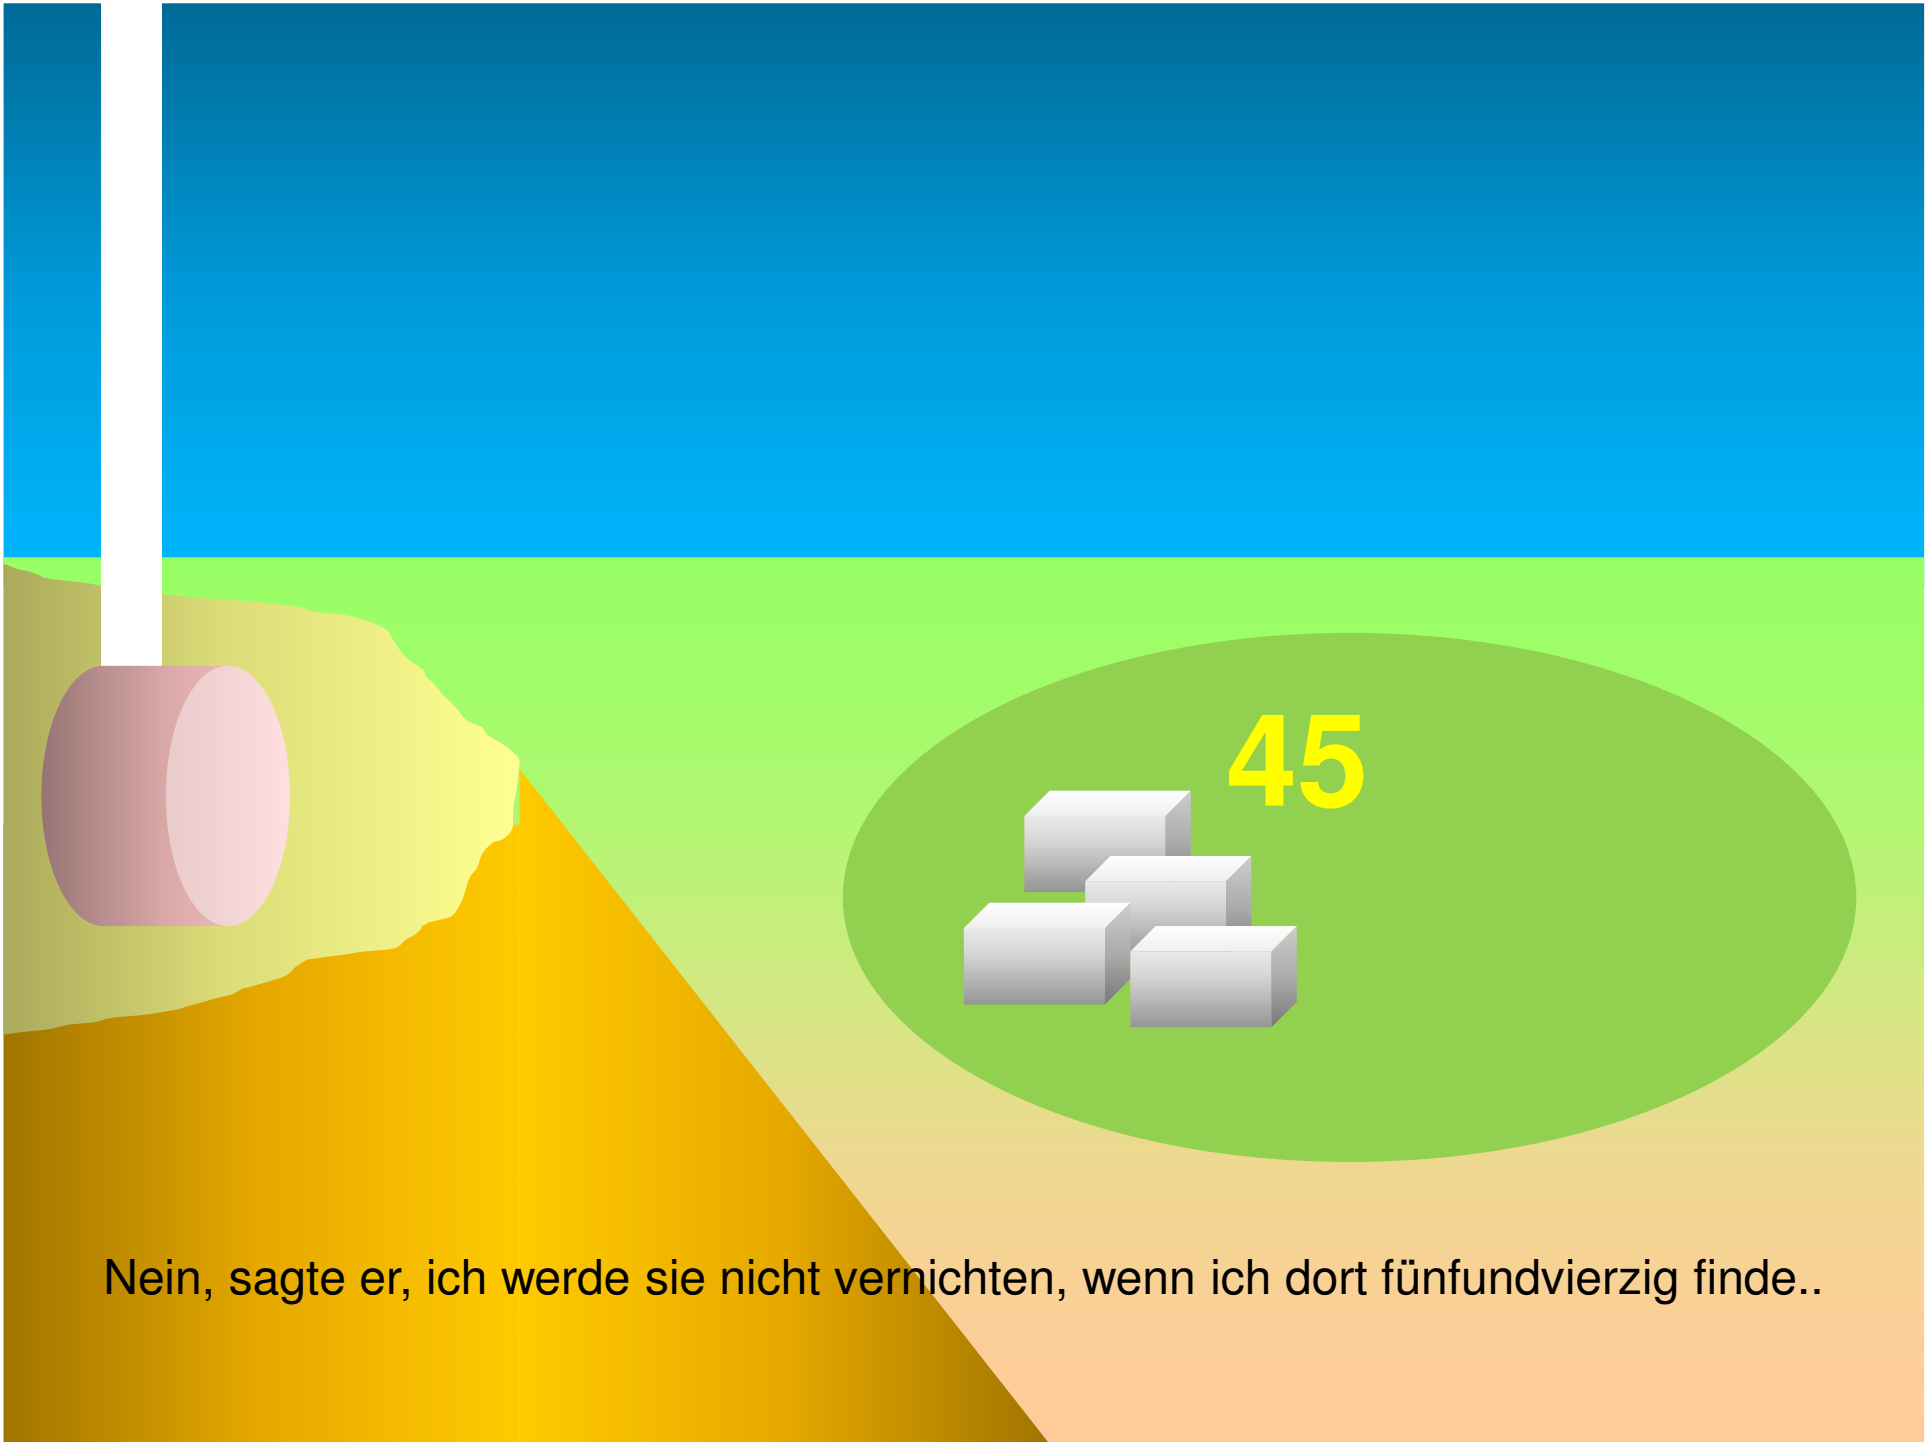 45
Nein, sagte er, ich werde sie nicht vernichten, wenn ich dort fünfundvierzig finde..